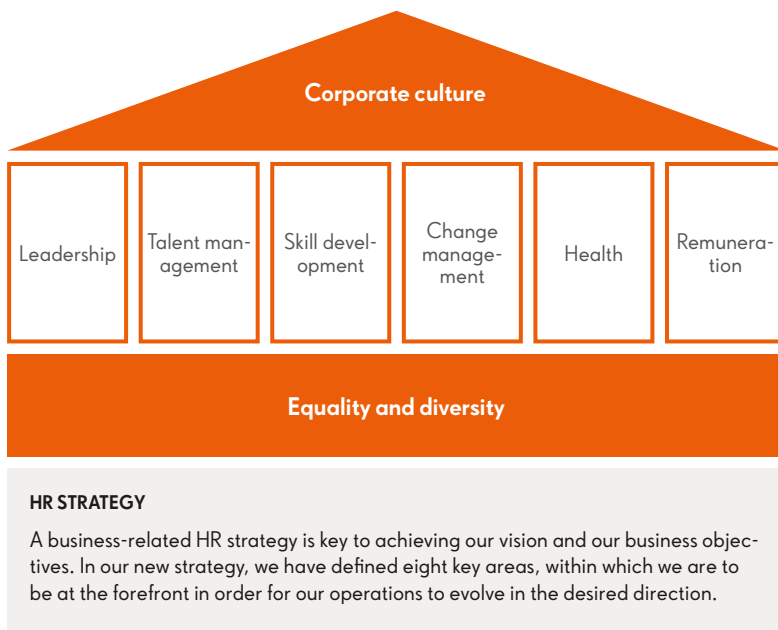 Corporate culture
Leadership
Talent man-
agement
Skill devel-
opment
Change
manage-
ment
Health
Remunera-
tion
Equality and diversity
HR STRATEGY
A business-related HR strategy is key to achieving our vision and our business objec-
tives. In our new strategy, we have defined eight key areas, within which we are to
be at the forefront in order for our operations to evolve in the desired direction.